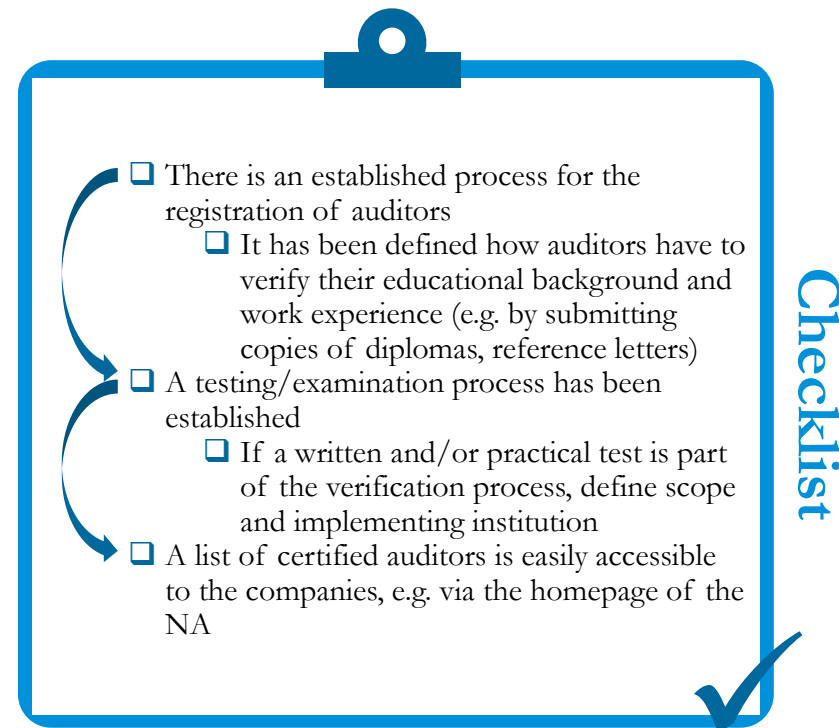 ❑ There is an established process for the
registration of auditors
❑ It has been defined how auditors have to
verify their educational background and
work experience (e.g. by submitting
copies of diplomas, reference letters)
❑ A testing/examination process has been
established
❑ If a written and/or practical test is part
of the verification process, define scope
and implementing institution
❑ A list of certified auditors is easily accessible
to the companies, e.g. via the homepage of the
NA
Checklist